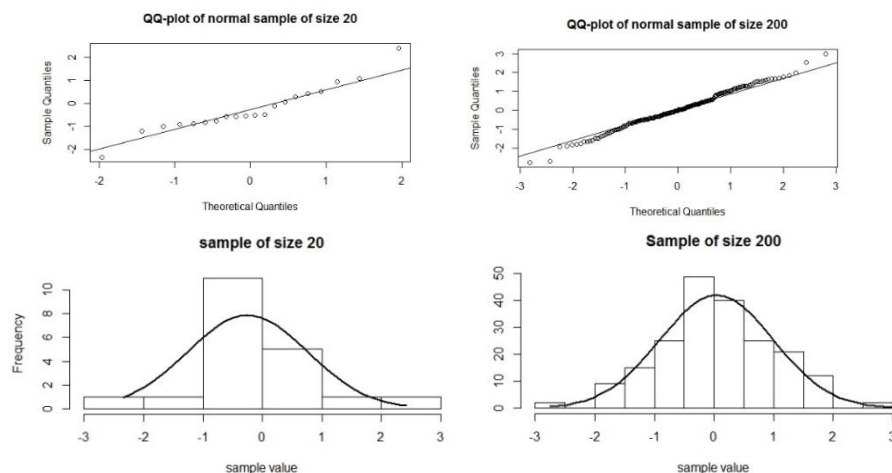 QQ-plot of normal sample of size 20
2
1
0
-1
-2
Sample Quantiles
-2 -1 0 1 2
Theoretical Quantiles
QQ-plot of normal sample of size 200
3
2
1
0
-1
-2
Sample Quantiles
-3 -2 -1 0 1 2 3
Theoretical Quantiles
sample of size 20
10
8
6
4
2
0
Frequency
-3 -2 -1 0 1 2 3
sample value
Sample of size 200
50
40
30
20
10
0
-3 -2 -1 0 1 2 3
sample value